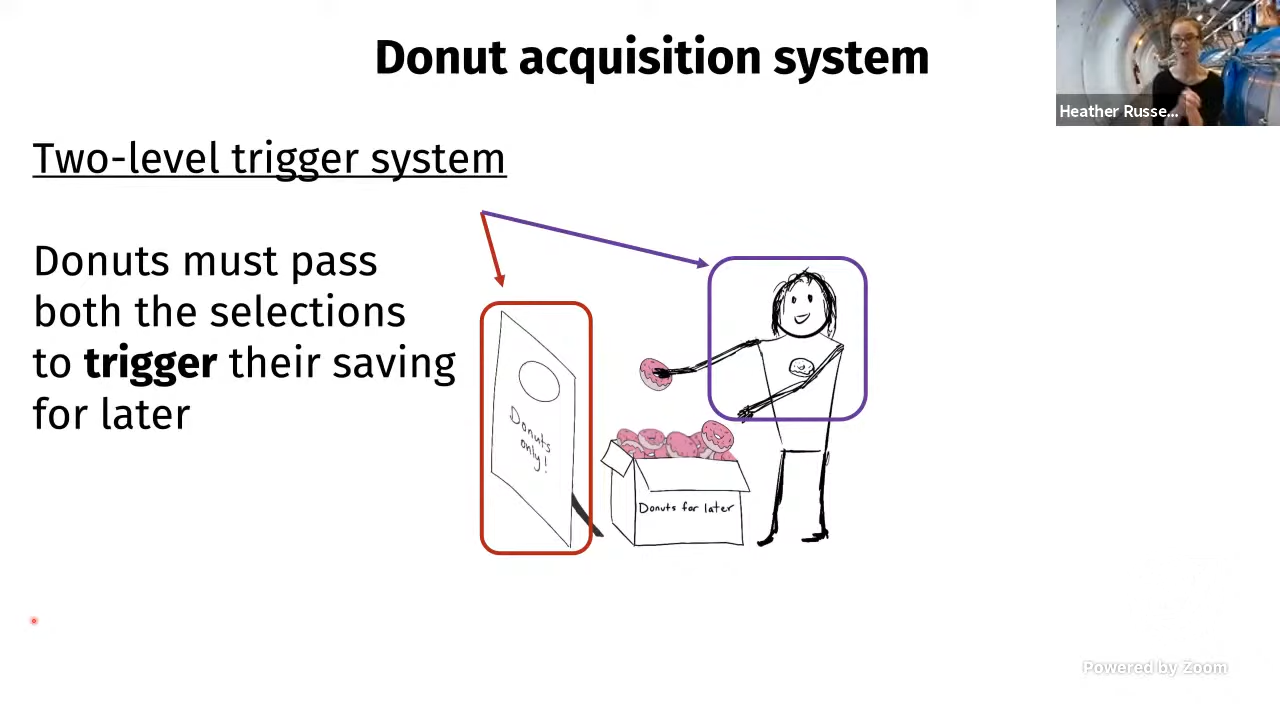 Donut acquisition system
Heather Russe...
Two-level trigger system
Donuts must pass
both the selections
to trigger their saving
for later
Donuts
only!
Donuts for later
Powered by Zoom